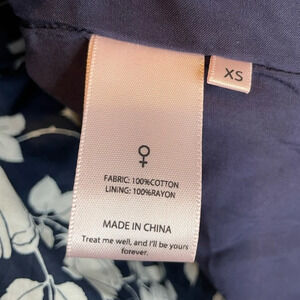 XS
FABRIC: 100%COTTON
LINING: 100%RAYON
MADE IN CHINA
Treat me well, and I'll be yours
forever.